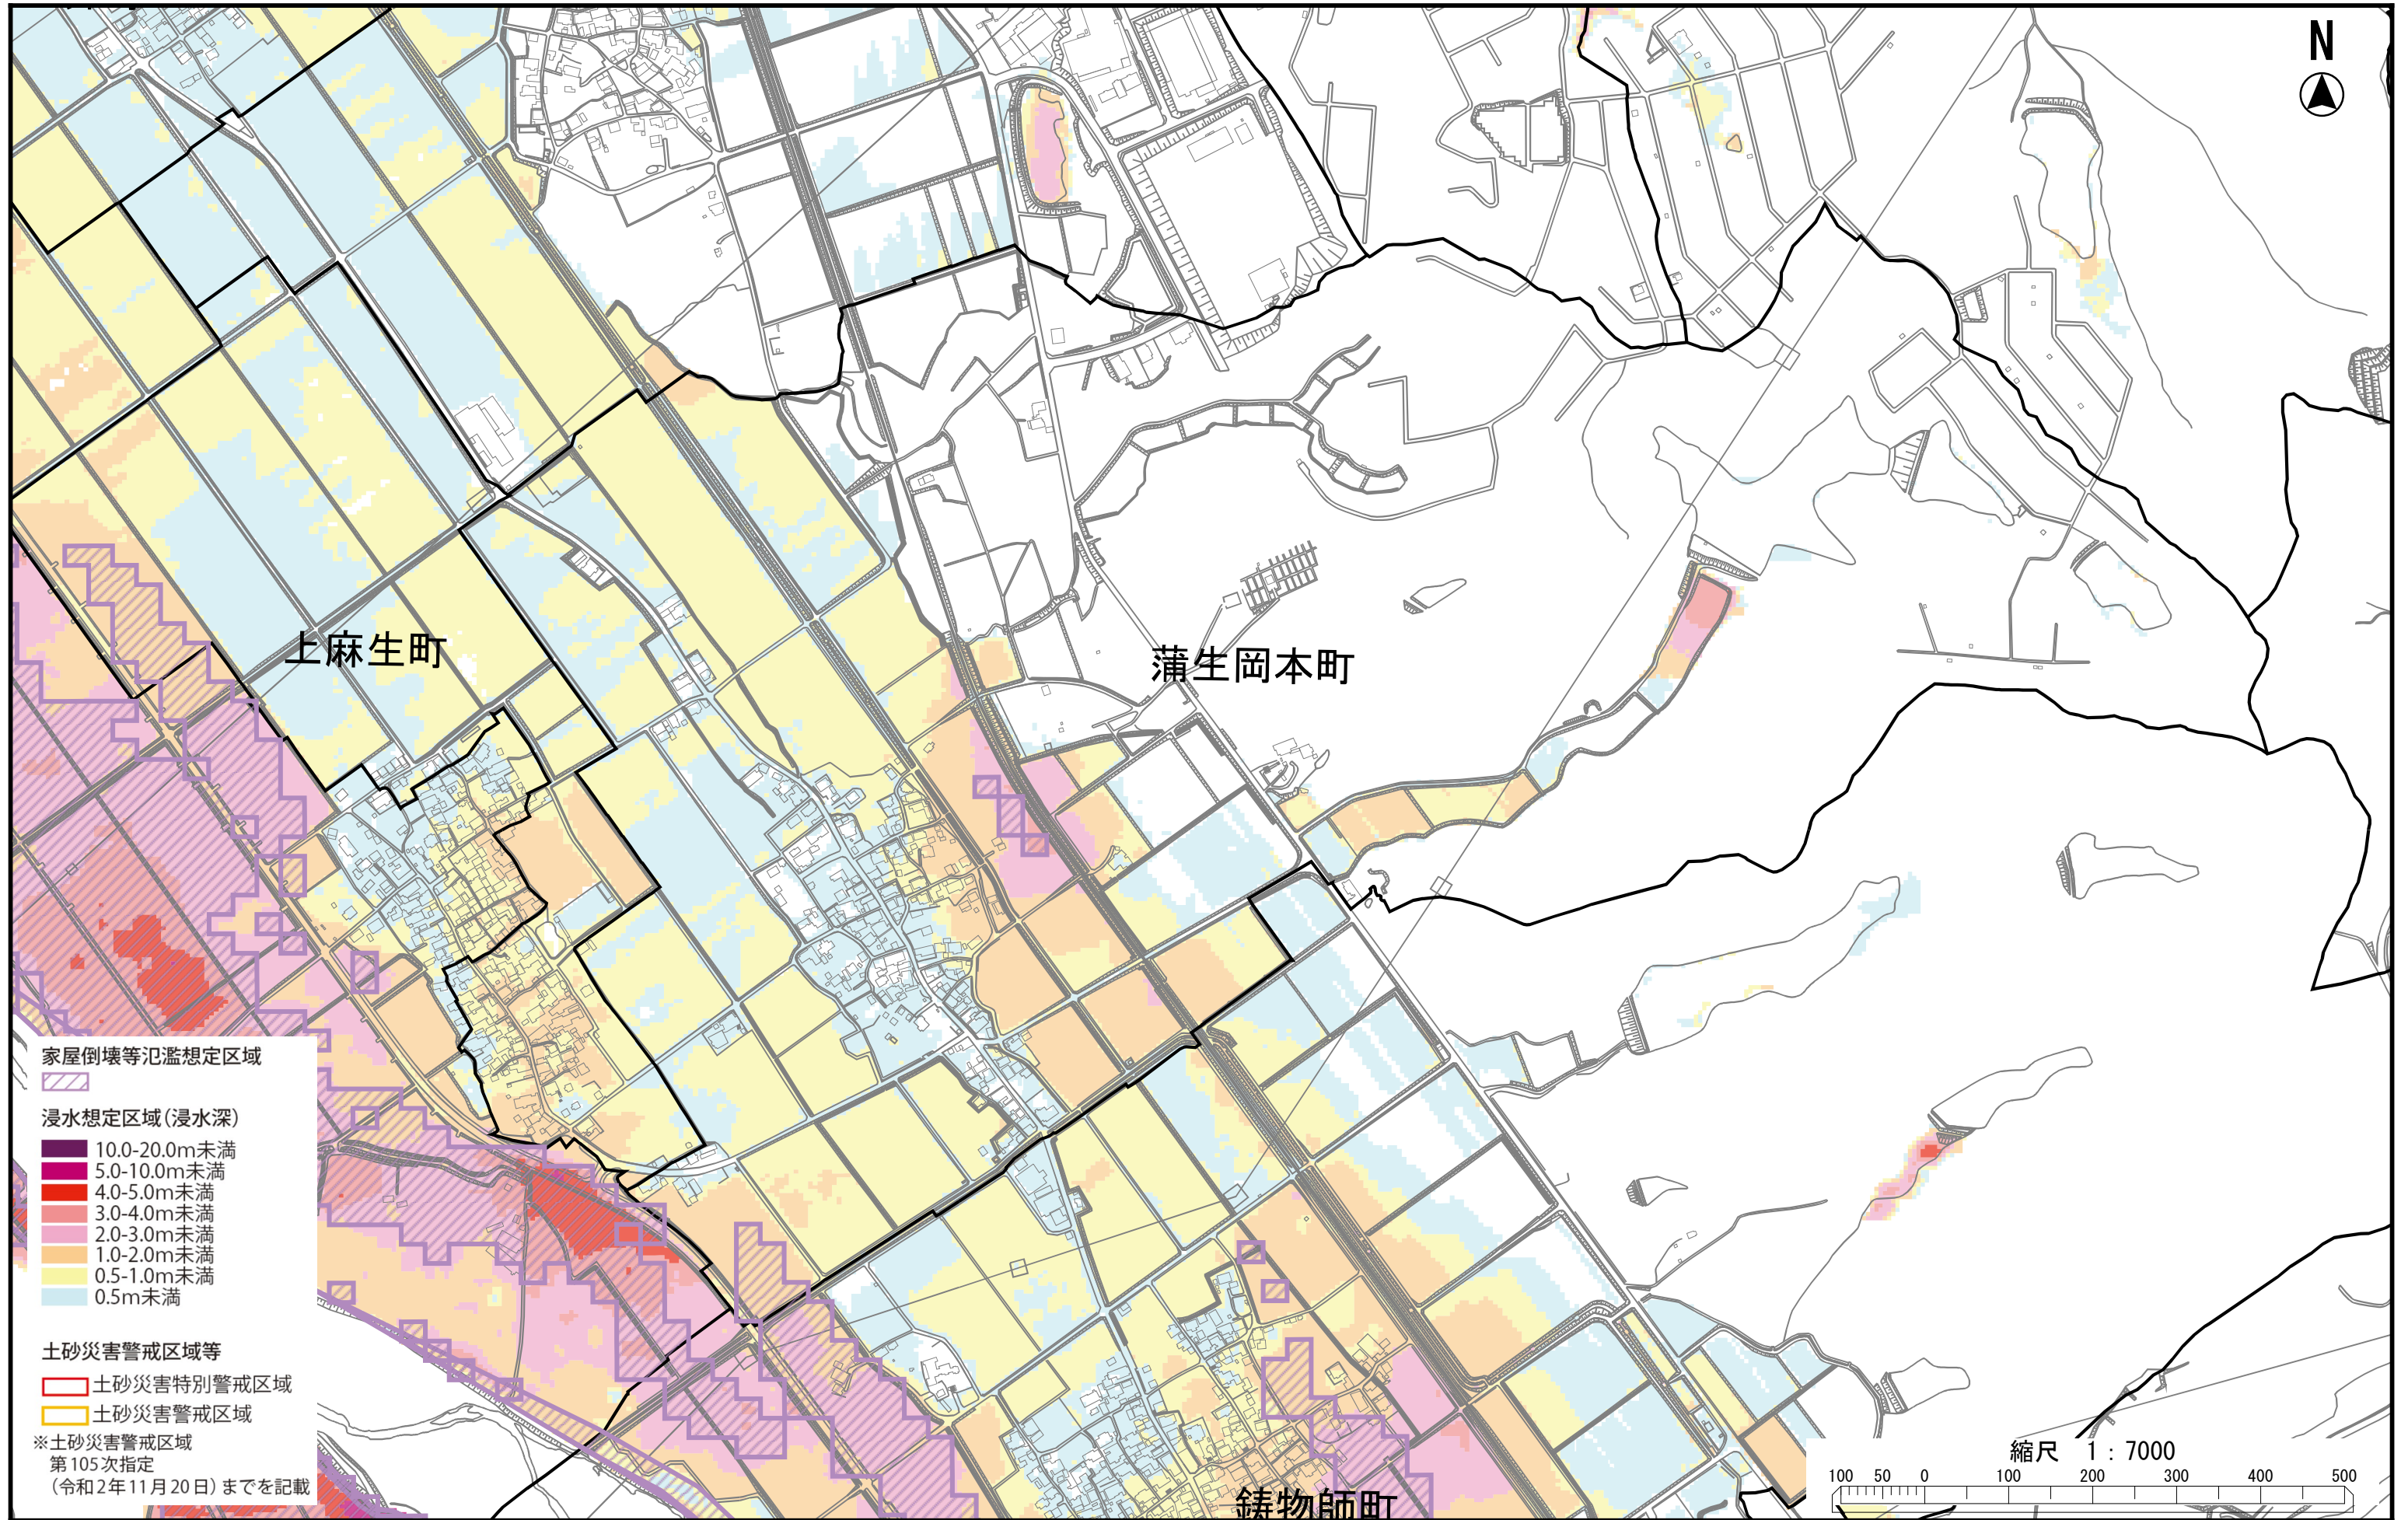 N
上麻生町
蒲生岡本町
鋳物師町
家屋倒壊等氾濫想定区域
浸水想定区域(浸水深)
10.0-20.0m未満
5.0-10.0m未満
4.0-5.0m未満
3.0-4.0m未満
2.0-3.0m未満
1.0-2.0m未満
0.5-1.0m未満
0.5m未満
土砂災害警戒区域等
土砂災害特別警戒区域
土砂災害警戒区域
※土砂災害警戒区域
第105次指定
(令和2年11月20日)までを記載
縮尺 1:7000
100 50 0 100 200 300 400 500